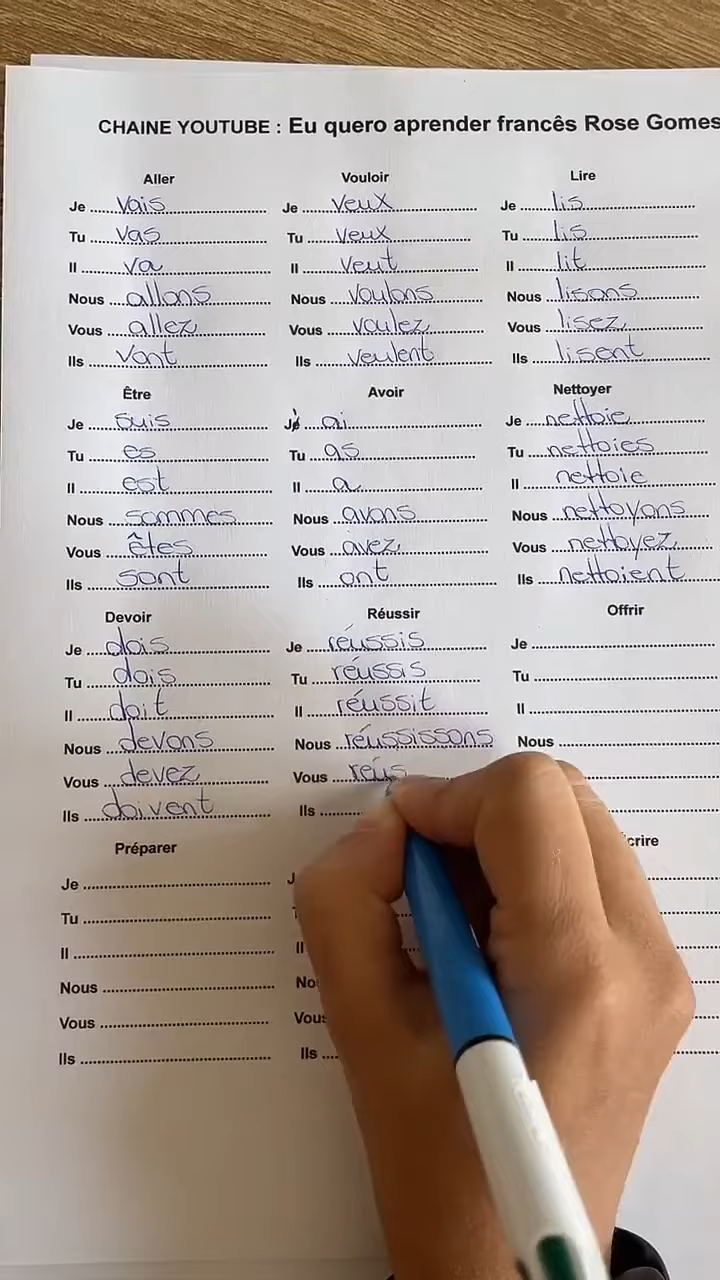 CHAINE YOUTUBE : Eu quero aprender francês Rose Gomes
Aller
Je vais
Tu vas
Il va
Nous allons
Vous allez
Ils vont
Vouloir
Je veux
Tu veux
Il veut
Nous voulons
Vous voulez
Ils veulent
Lire
Je lis
Tu lis
Il lit
Nous lisons
Vous lisez
Ils lisent
Être
Je suis
Tu es
Il est
Nous sommes
Vous êtes
Ils sont
Avoir
J' ai
Tu as
Il a
Nous avons
Vous avez
Ils ont
Nettoyer
Je nettoie
Tu nettoies
Il nettoie
Nous nettoyons
Vous nettoyez
Ils nettoient
Devoir
Je dois
Tu dois
Il doit
Nous devons
Vous devez
Ils doivent
Réussir
Je réussis
Tu réussis
Il réussit
Nous réussissons
Vous réus
Ils
Offrir
Je
Tu
Il
Nous
Préparer
Je
Tu
Il
Nous
Vous
Ils
J
Il
No
Vous
Ils
crire